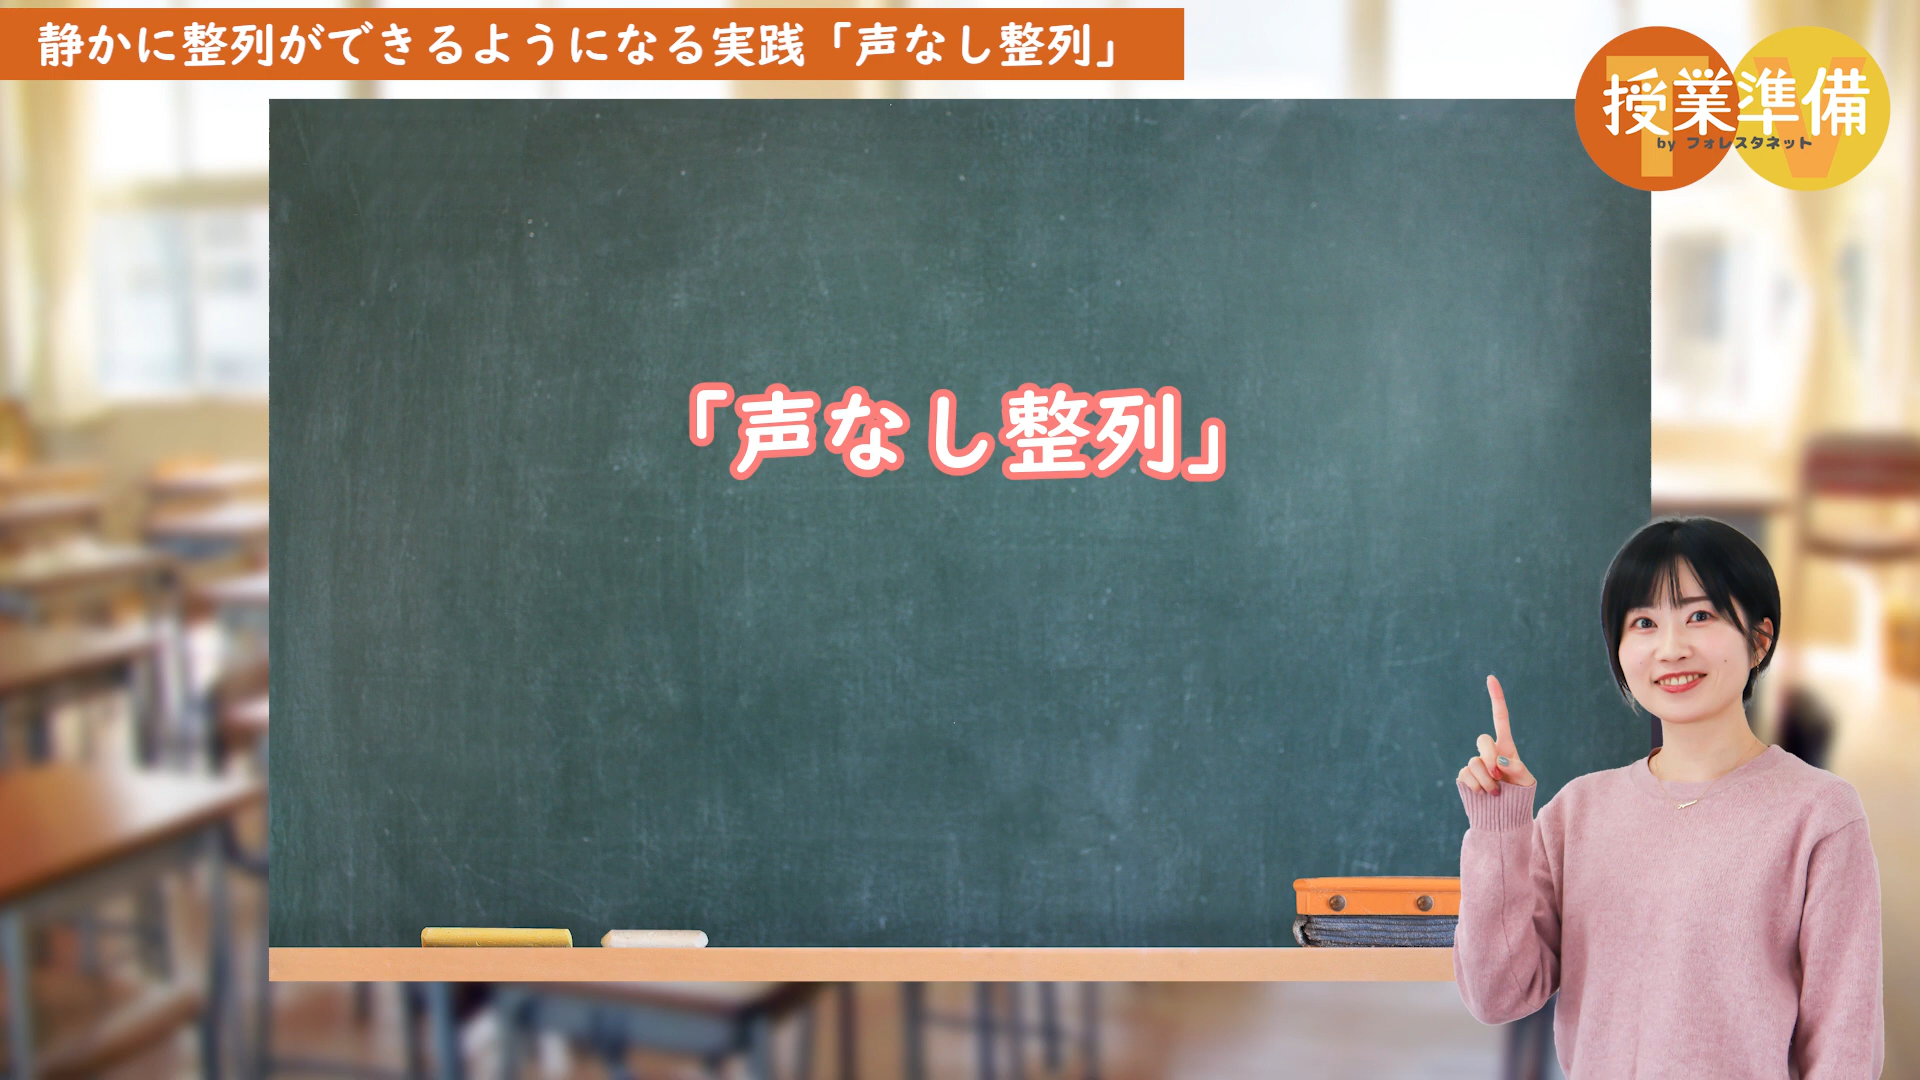 静かに整列ができるようになる実践「声なし整列」
TV
授業準備
by フォレスタネット
「声なし整列」